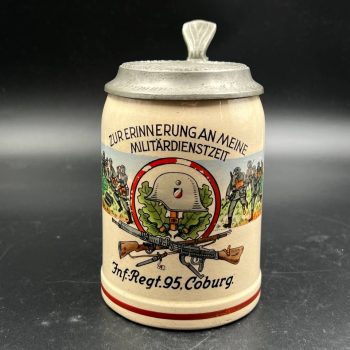 ZUR ERINNERUNG AN MEINE
MILITÄRDIENSTZEIT
Inf.-Regt. 95, Coburg.